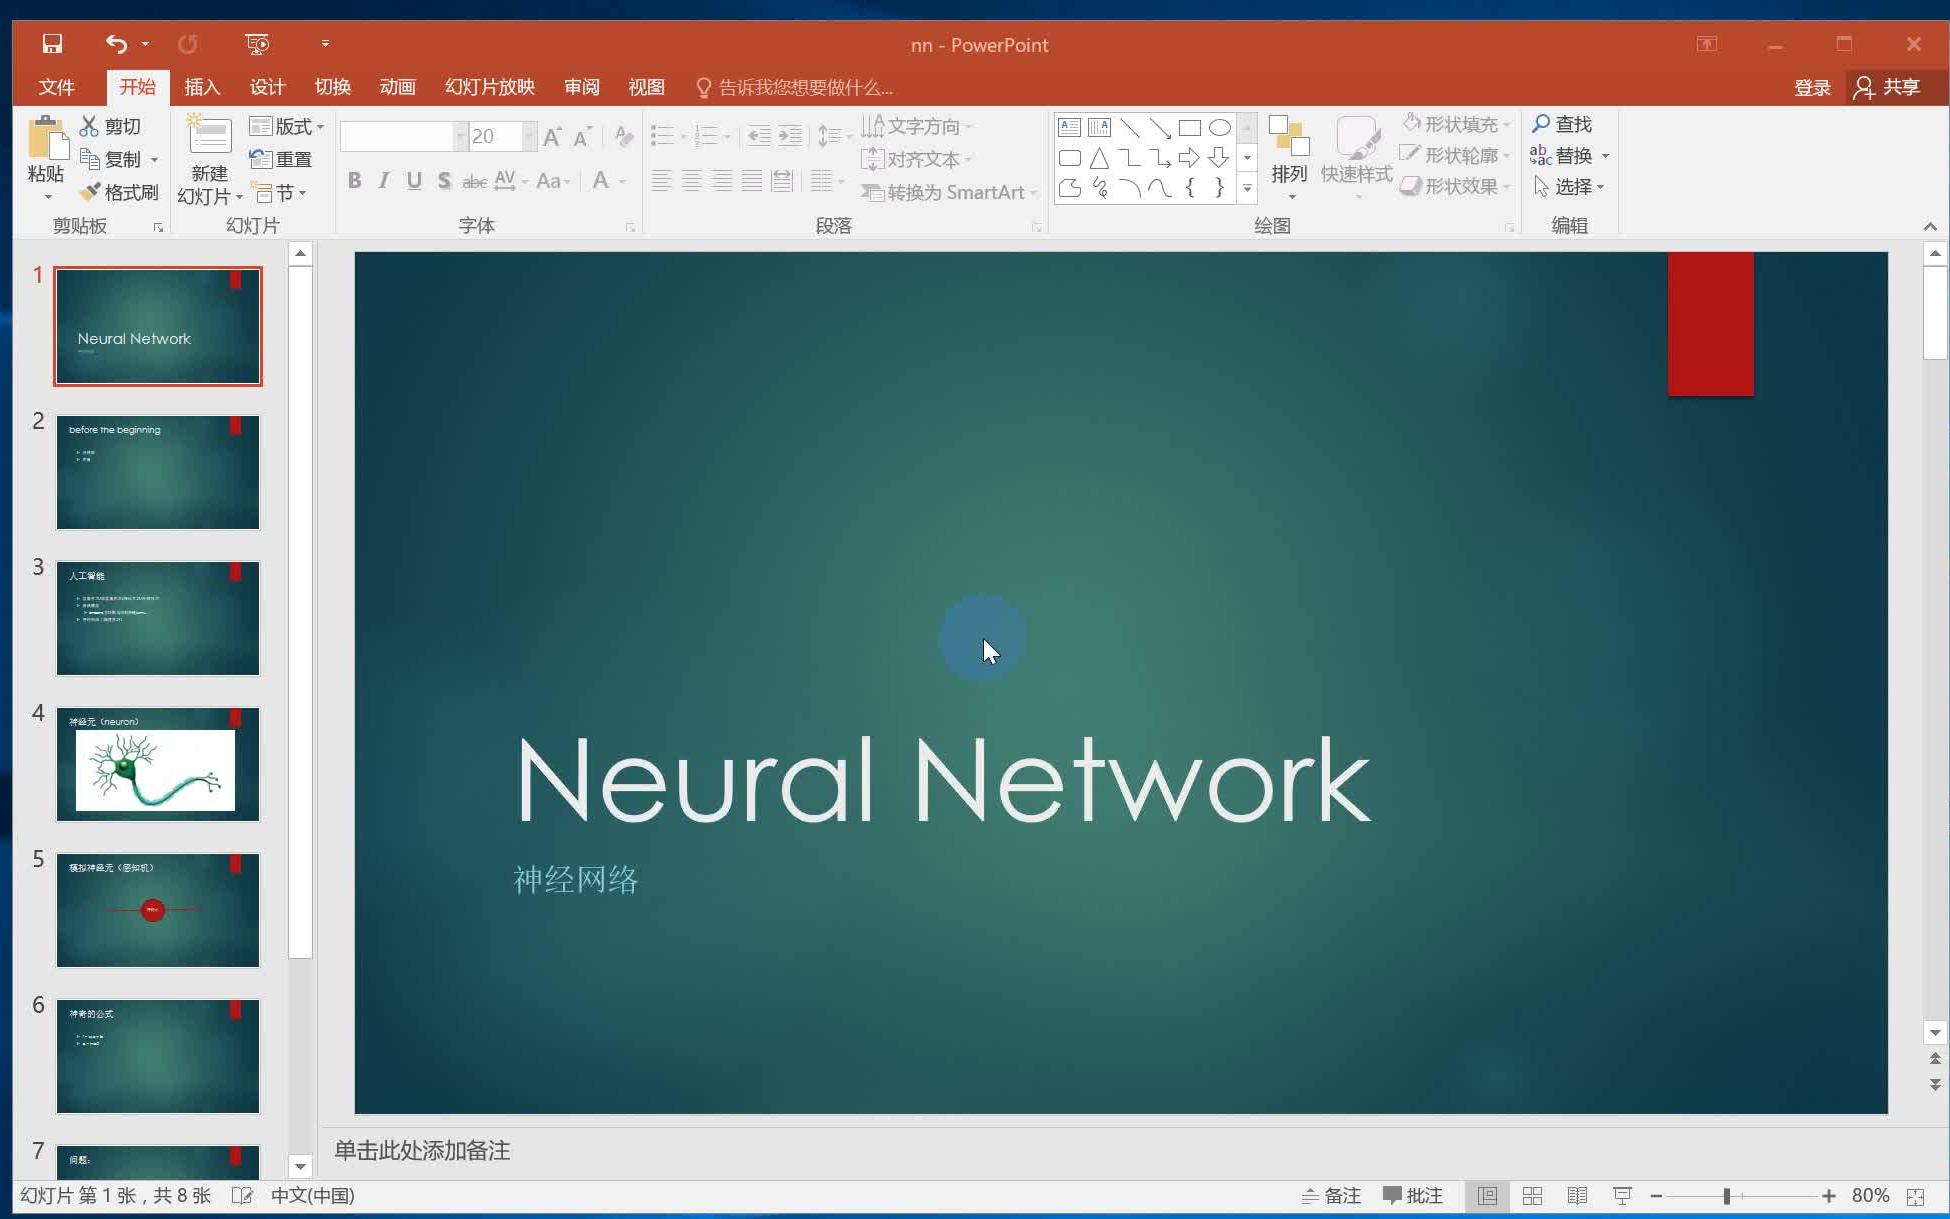 nn - PowerPoint
文件 开始 插入 设计 切换 动画 幻灯片放映 审阅 视图 告诉我您想要做什么... 登录 共享
粘贴 剪切 复制 格式刷
剪贴板
新建
幻灯片 版式 重置 节
幻灯片
20
B I U S abc AV Aa A
字体
文字方向
对齐文本
转换为 SmartArt
段落
排列 快速样式
形状填充
形状轮廓
形状效果
绘图
查找
替换
选择
编辑
1
Neural Network
2
before the beginning
3
人工智能
4
神经元（neuron）
5
模拟神经元（感知机）
6
神奇的公式
7
问题：
Neural Network
神经网络
单击此处添加备注
幻灯片 第 1 张，共 8 张 中文(中国) 备注 批注 80%